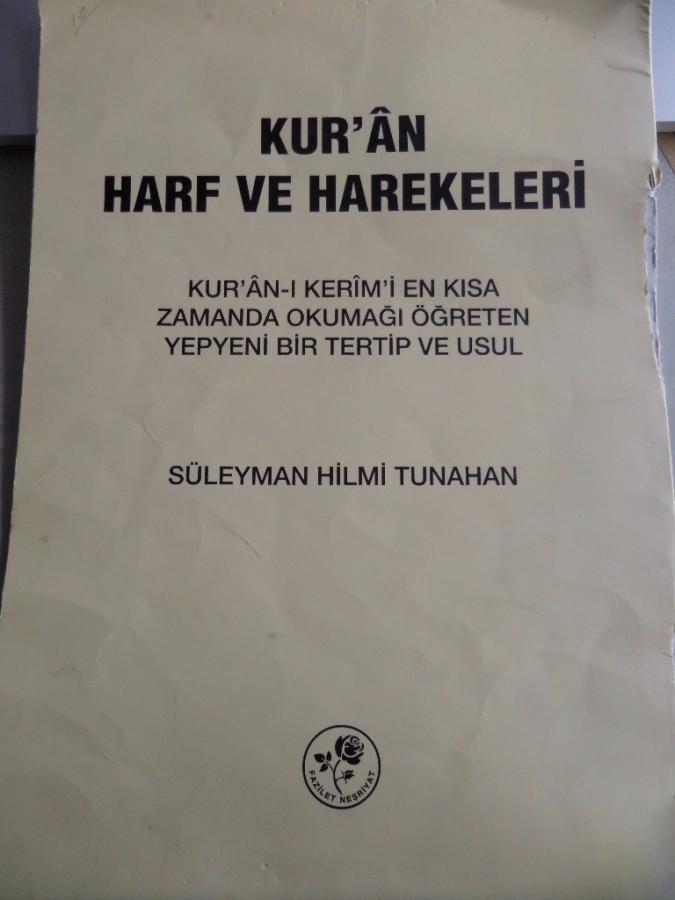 10
KUR'ÂN
HARF VE HAREKELERİ
KUR'ÂN-I KERÎM'İ EN KISA
ZAMANDA OKUMAĞI ÖĞRETEN
YEPYENİ BİR TERTİP VE USUL
SÜLEYMAN HİLMİ TUNAHAN
FAZİLET NEŞRİYAT